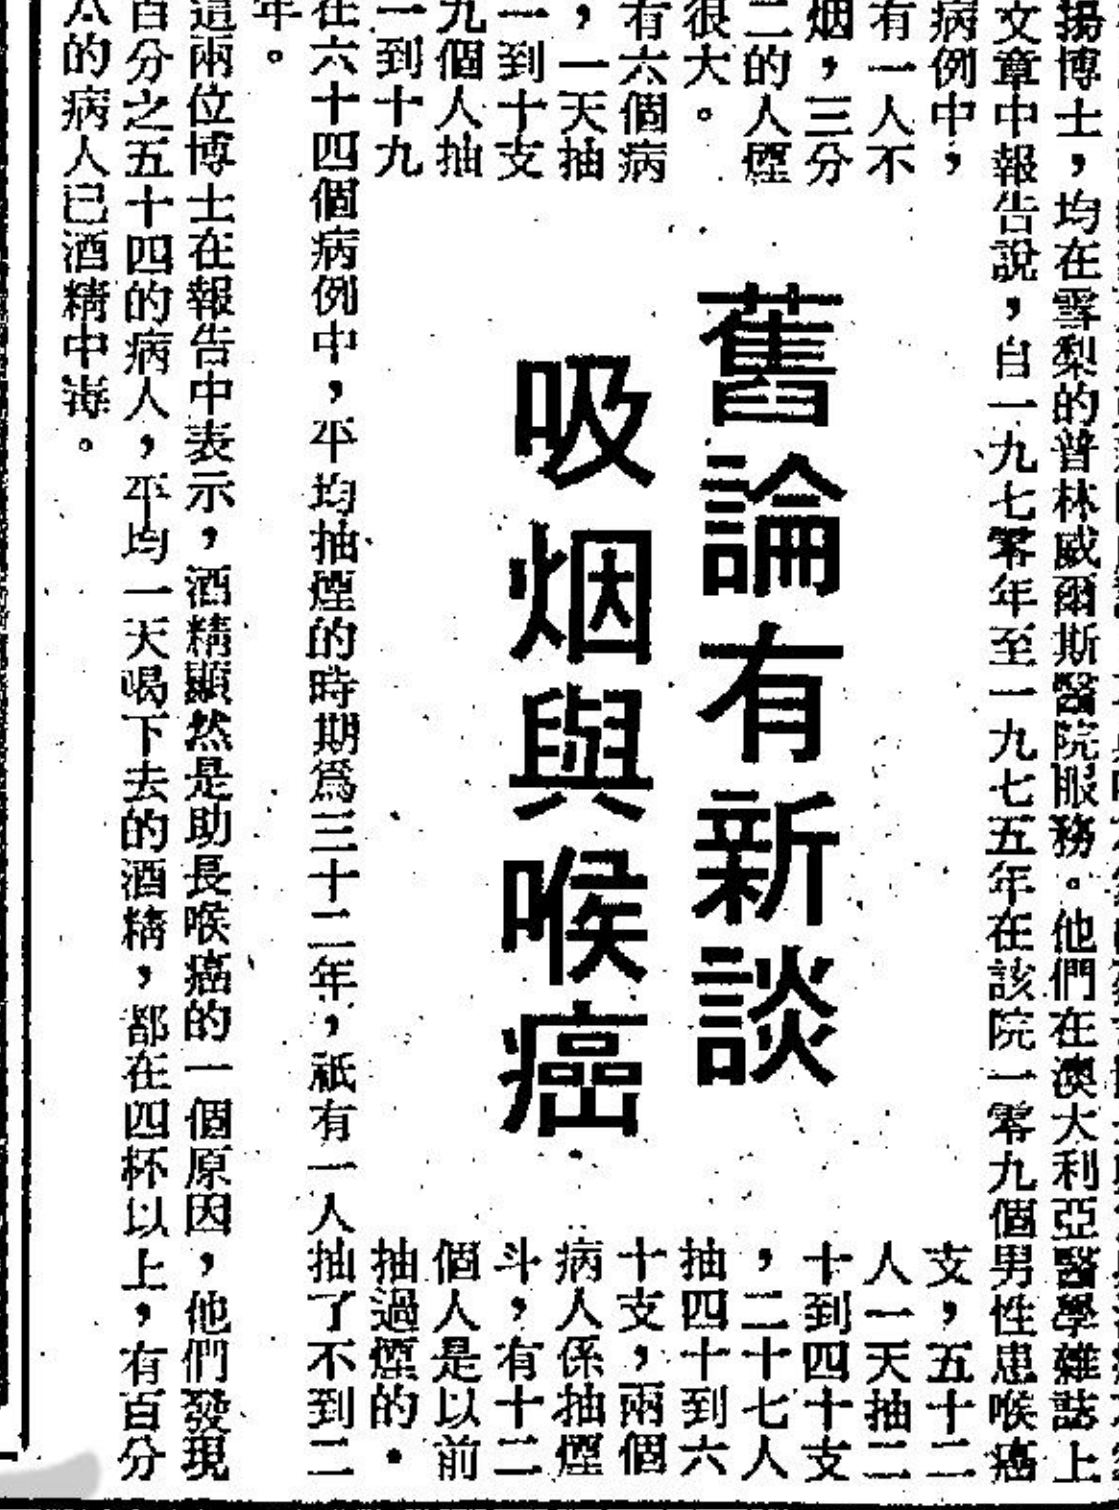 揚博士，均在雪梨的普林威爾斯醫院服務。他們在澳大利亞醫學雜誌上
文章中報告說，自一九七零年至一九七五年在該院一零九個男性患喉癌
病例中，
有一人不
烟，三分
二的人煙
很大。
有六個病
，一天抽
一到十支
九個人抽
一到十九
舊論有新談
吸烟與喉癌
支，五十二
人一天抽二
十到四十支
，二十七人
抽四十到六
十支，兩個
病人係抽煙
斗，有十二
個人是以前
抽過煙的．
在六十四個病例中，平均抽煙的時期爲三十二年，祇有一人抽了不到二
年。
這兩位博士在報告中表示，酒精顯然是助長喉癌的一個原因，他們發現
百分之五十四的病人，平均一天喝下去的酒精，都在四杯以上，有百分
的病人已酒精中毒。